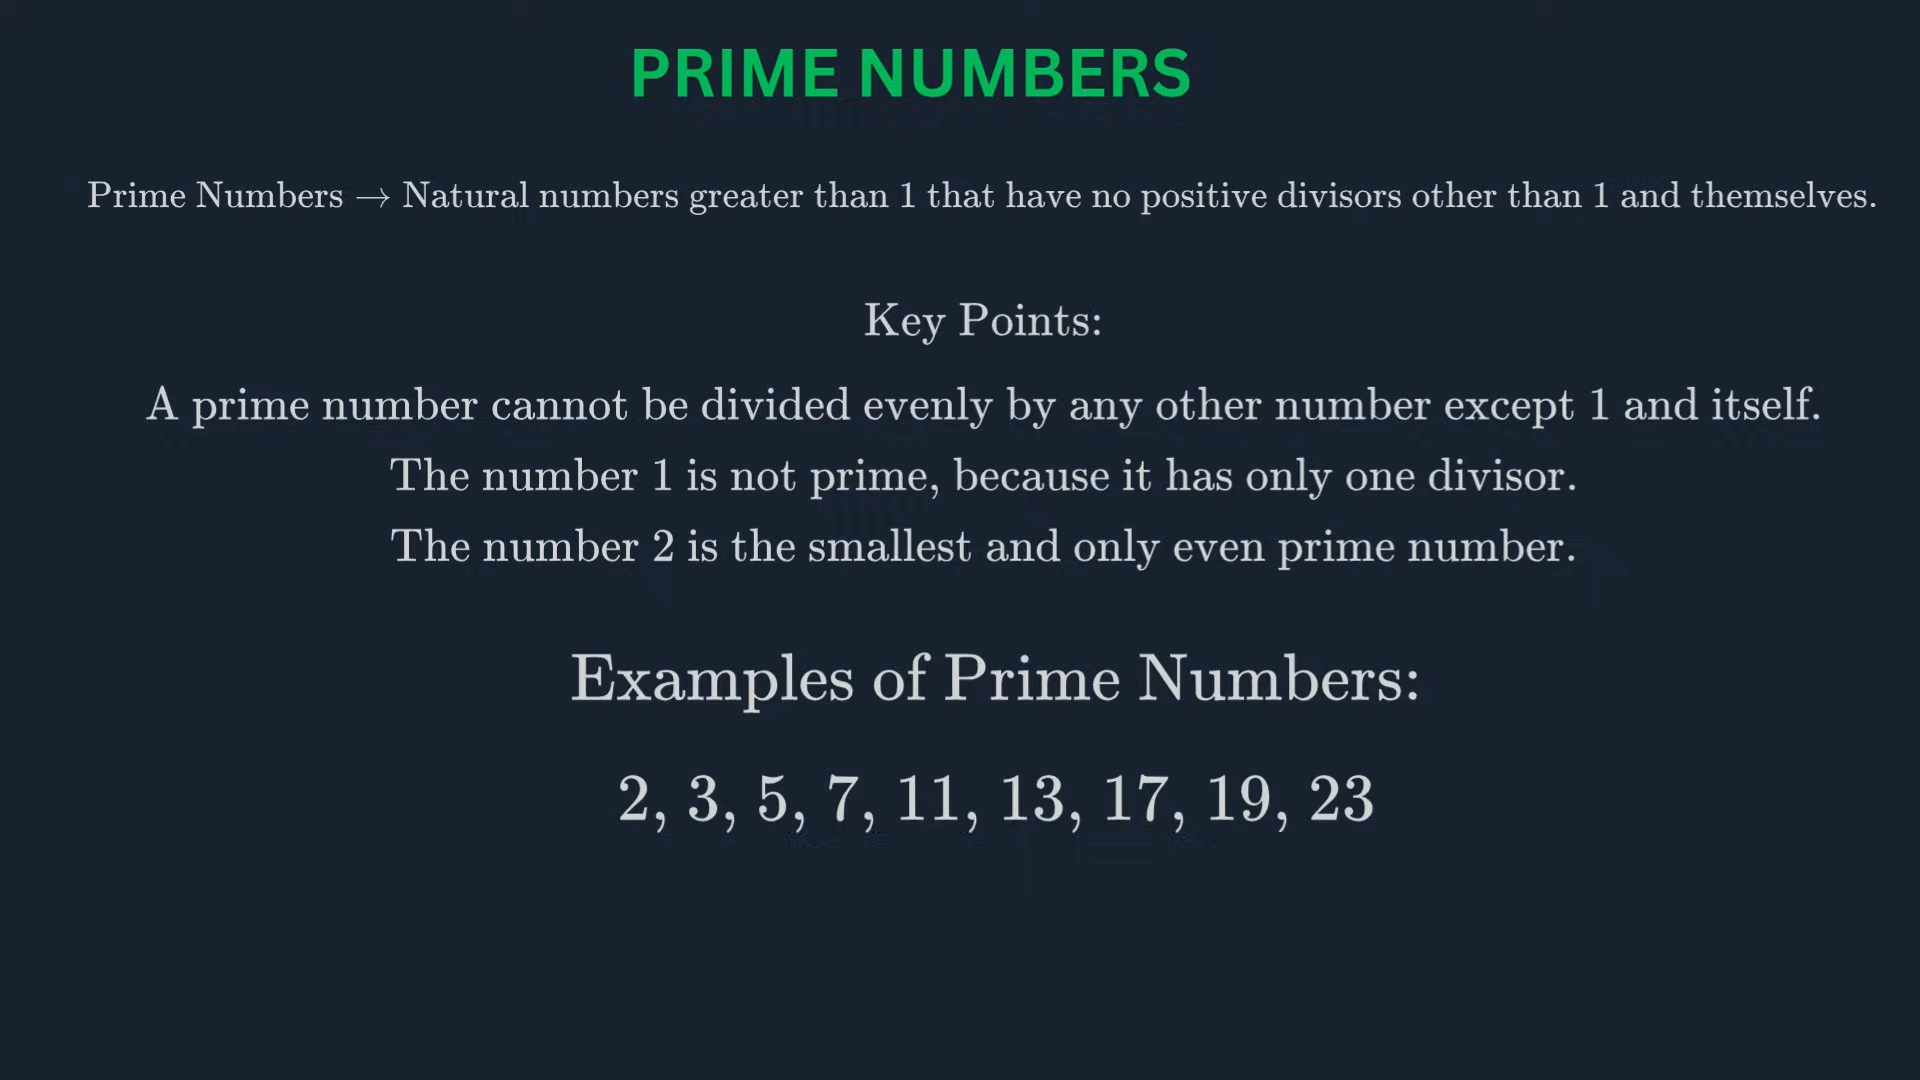 PRIME NUMBERS
Prime Numbers → Natural numbers greater than 1 that have no positive divisors other than 1 and themselves.
Key Points:
A prime number cannot be divided evenly by any other number except 1 and itself.
The number 1 is not prime, because it has only one divisor.
The number 2 is the smallest and only even prime number.
Examples of Prime Numbers:
2, 3, 5, 7, 11, 13, 17, 19, 23